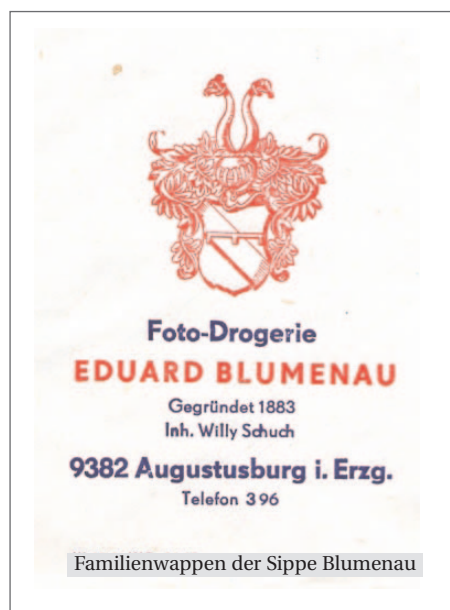 Foto-Drogerie
EDUARD BLUMENAU
Gegründet 1883
Inh. Willy Schuch
9382 Augustusburg i. Erzg.
Telefon 396
Familienwappen der Sippe Blumenau